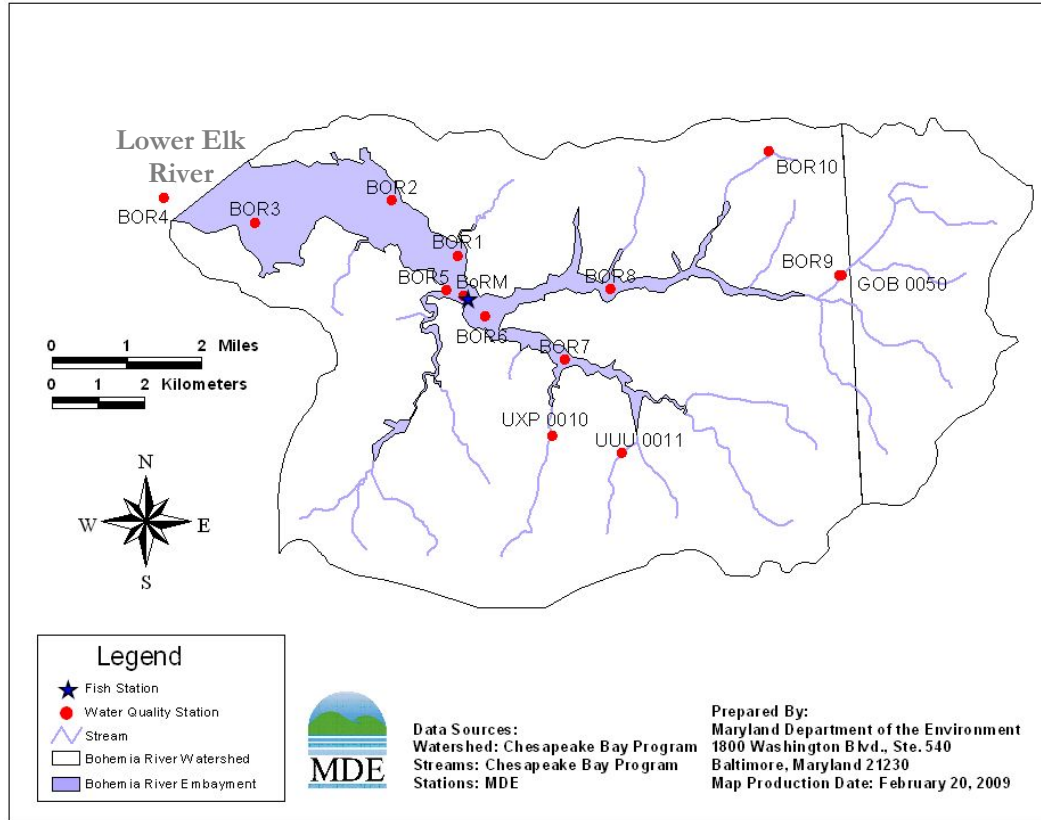 Lower Elk
River
BOR4
BOR3
BOR2
BOR1
BOR5
BoRM
BOR6
BOR8
BOR7
BOR10
BOR9
GOB 0050
UXP 0010
UUU 0011
0 1 2 Miles
0 1 2 Kilometers
N
W E
S
Legend
Fish Station
Water Quality Station
Stream
Bohemia River Watershed
Bohemia River Embayment
MDE
Data Sources:
Watershed: Chesapeake Bay Program
Streams: Chesapeake Bay Program
Stations: MDE
Prepared By:
Maryland Department of the Environment
1800 Washington Blvd., Ste. 540
Baltimore, Maryland 21230
Map Production Date: February 20, 2009